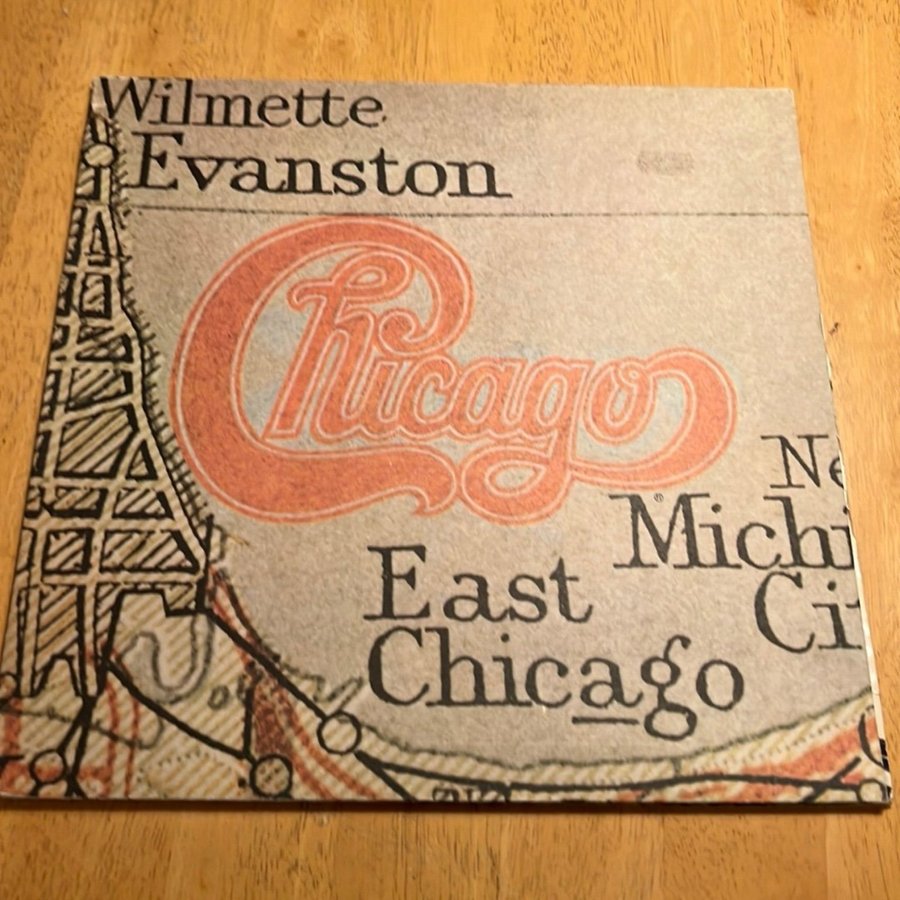 Wilmette
Evanston
Chicago
Ne
®
Michi
East
Ci
Chicago